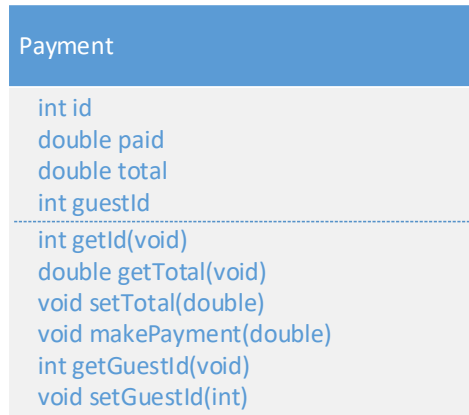 Payment
int id
double paid
double total
int guestId
int getId(void)
double getTotal(void)
void setTotal(double)
void makePayment(double)
int getGuestId(void)
void setGuestId(int)